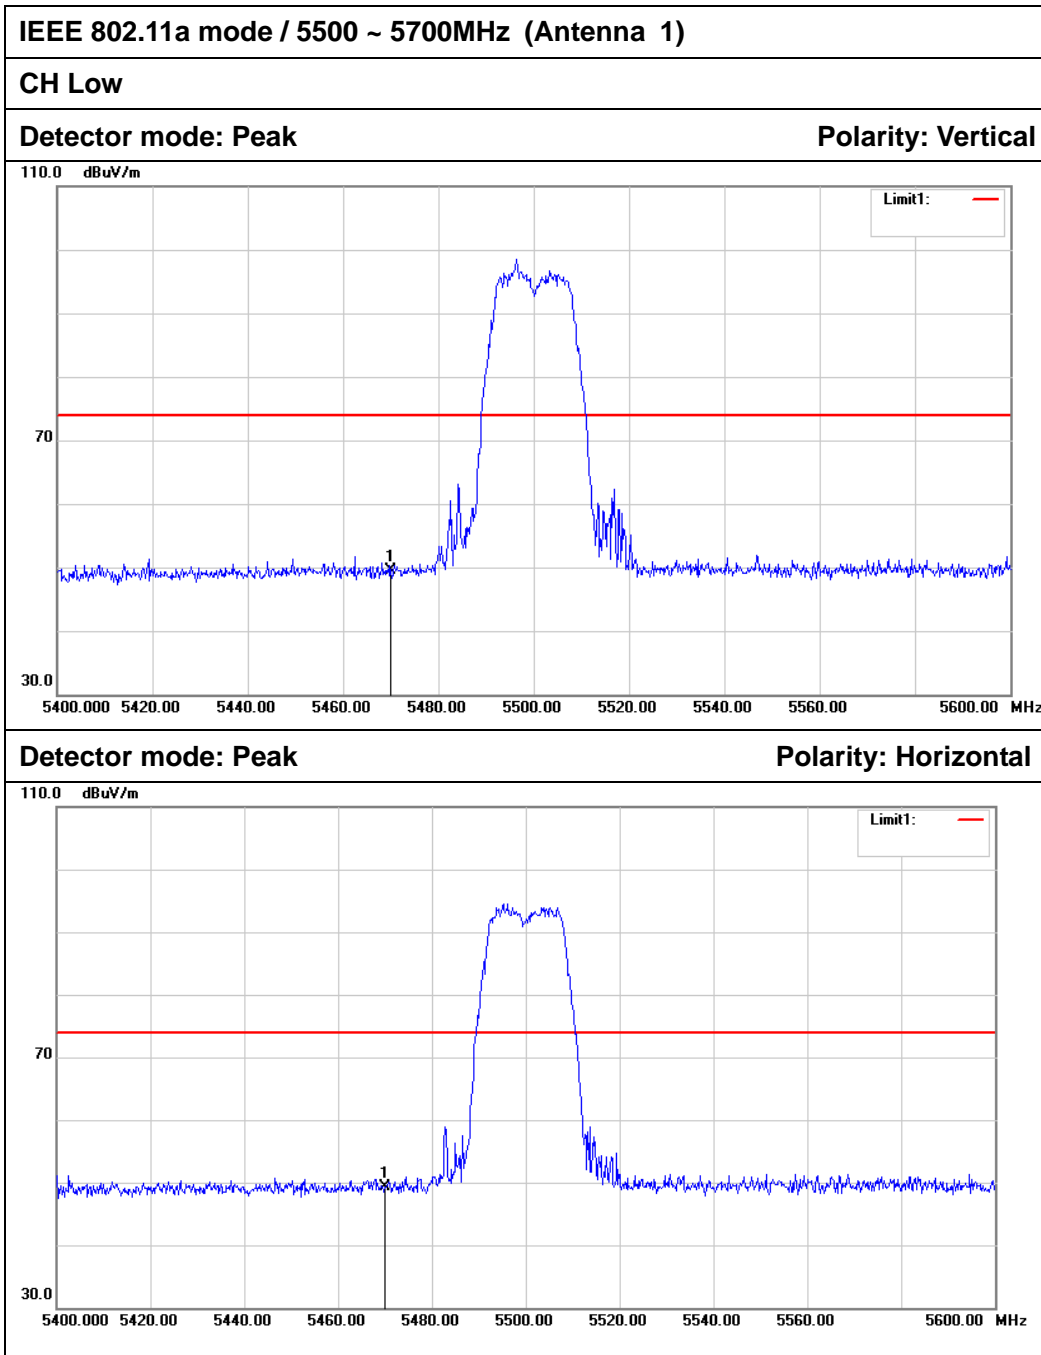 IEEE 802.11a mode / 5500 ~ 5700MHz (Antenna 1)
CH Low
Detector mode: Peak Polarity: Vertical
110.0 dBuV/m
Limit1:
70
1
30.0
5400.000 5420.00 5440.00 5460.00 5480.00 5500.00 5520.00 5540.00 5560.00 5600.00 MHz
Detector mode: Peak Polarity: Horizontal
110.0 dBuV/m
Limit1:
70
1
30.0
5400.000 5420.00 5440.00 5460.00 5480.00 5500.00 5520.00 5540.00 5560.00 5600.00 MHz